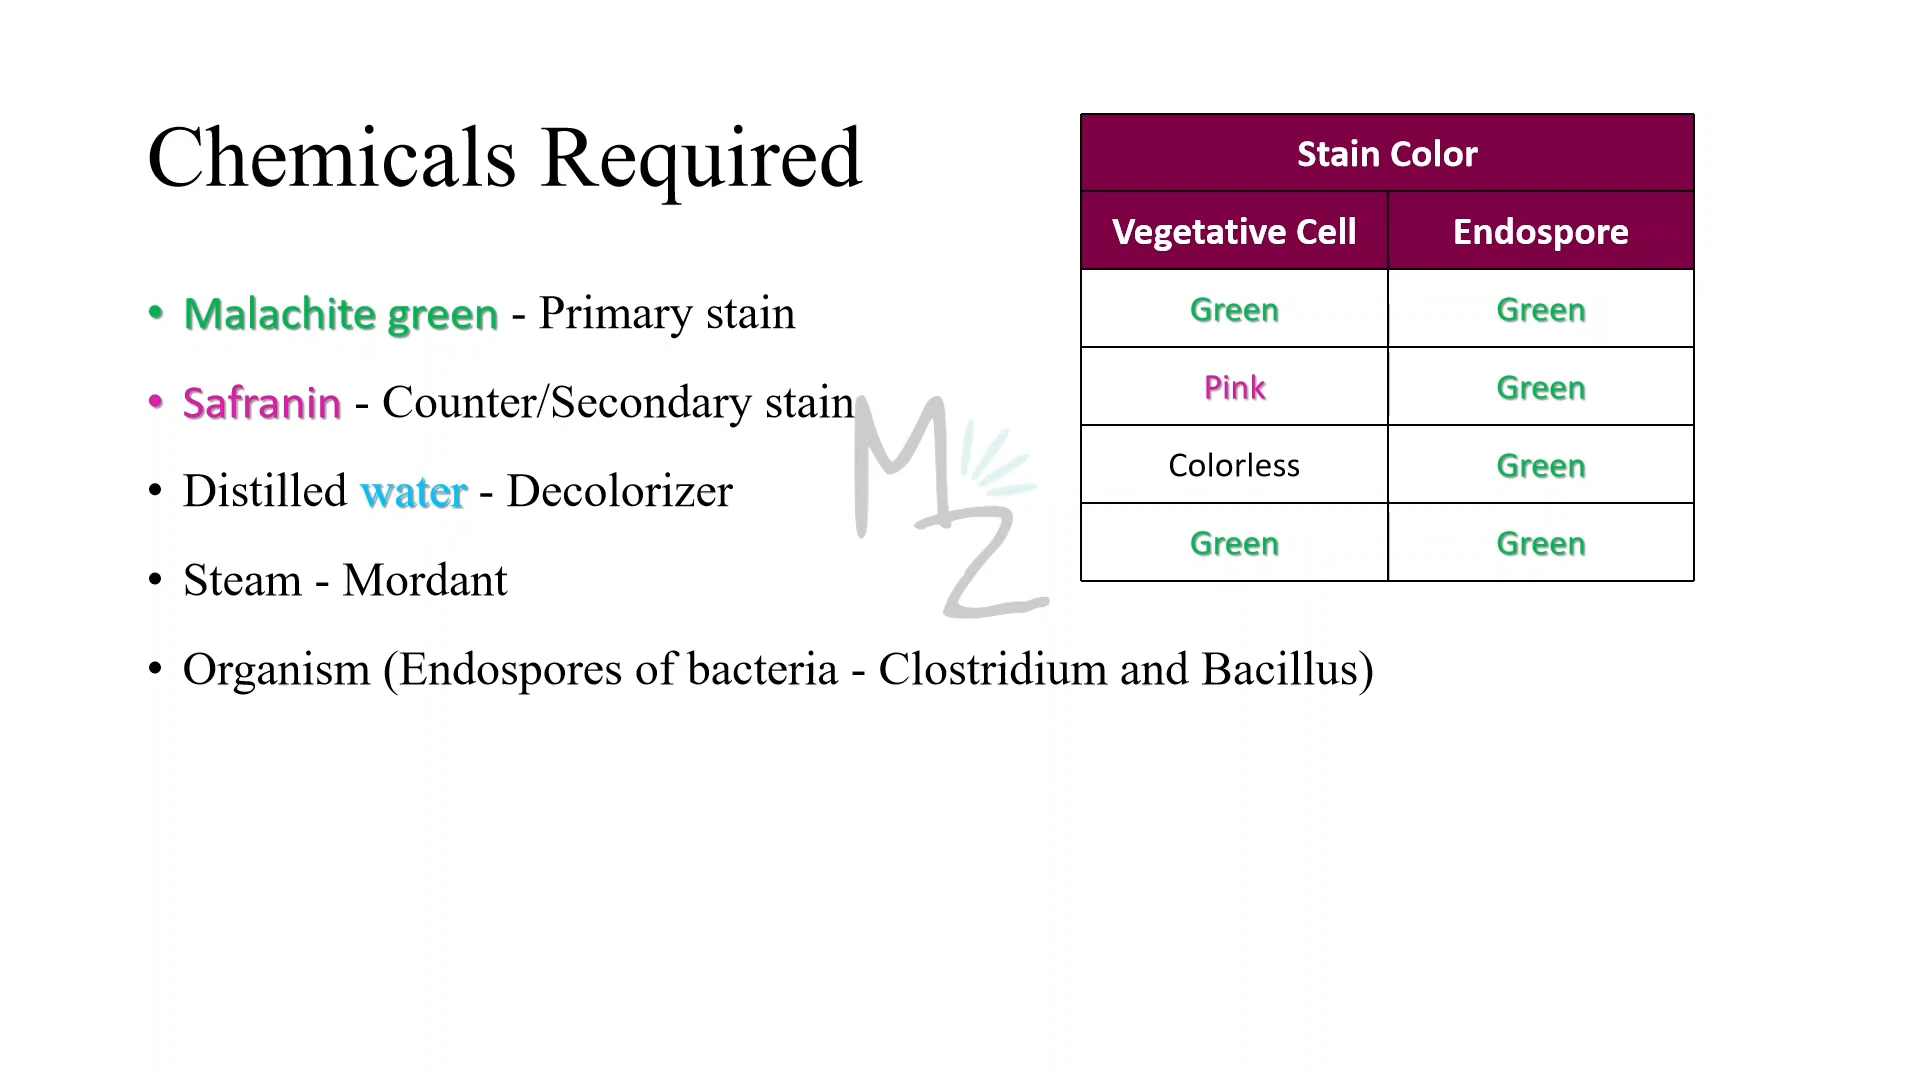 Chemicals Required
• Malachite green - Primary stain
• Safranin - Counter/Secondary stain
• Distilled water - Decolorizer
• Steam - Mordant
• Organism (Endospores of bacteria - Clostridium and Bacillus)
MZ
Stain Color
Vegetative Cell Endospore
Green Green
Pink Green
Colorless Green
Green Green